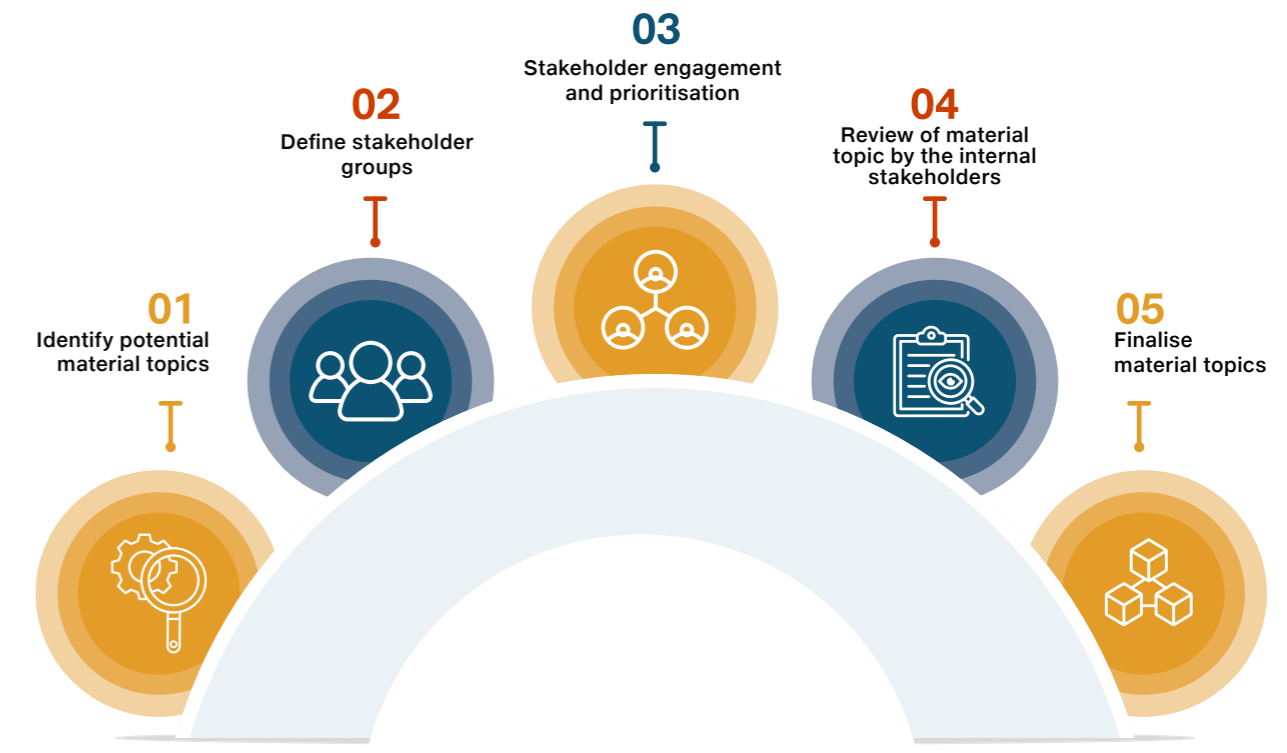 01
Identify potential
material topics
02
Define stakeholder
groups
03
Stakeholder engagement
and prioritisation
04
Review of material
topic by the internal
stakeholders
05
Finalise
material topics